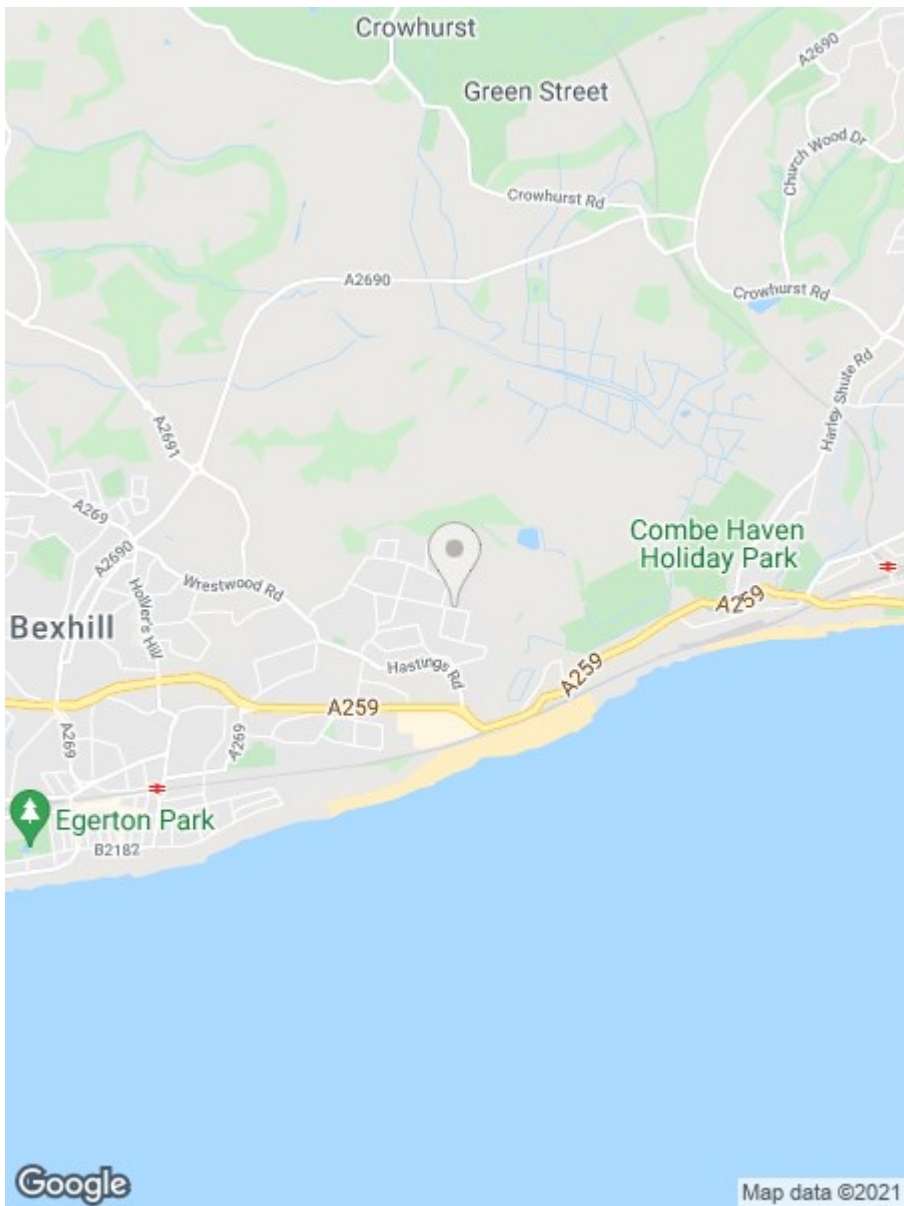 Crowhurst
A2690
Green Street
Church Wood Dr
Crowhurst Rd
A2690
Crowhurst Rd
Harley Shute Rd
A2691
A269
A2690
Combe Haven
Holiday Park
Wrestwood Rd
Holliers Hill
Bexhill
A259
Hastings Rd
A259
A259
A269
A269
Egerton Park
B2182
Google
Map data ©2021